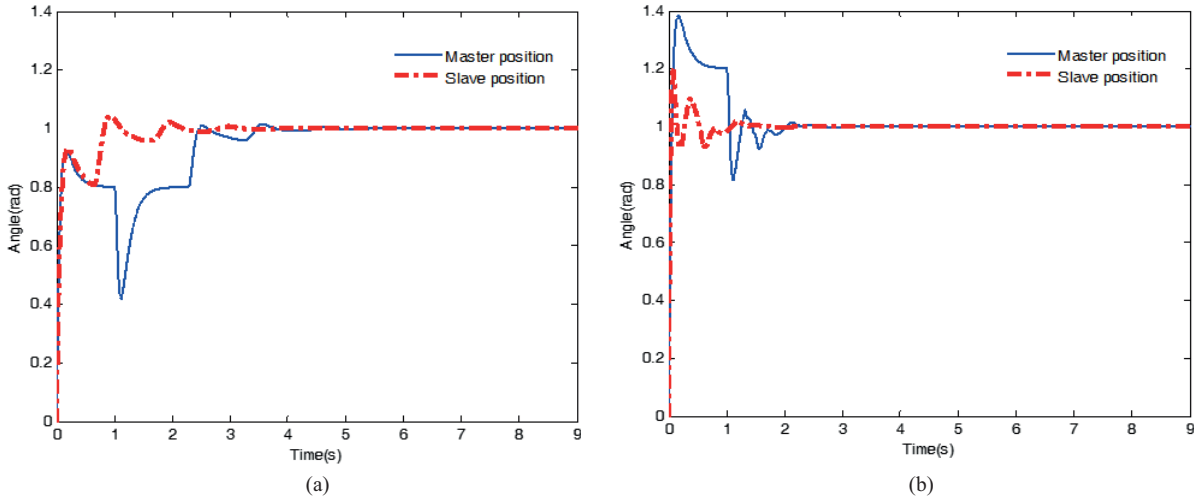 1.4
1.2
1
0.8
0.6
0.4
0.2
0
Angle(rad)
Master position
Slave position
0 1 2 3 4 5 6 7 8 9
Time(s)
(a)
1.4
1.2
1
0.8
0.6
0.4
0.2
0
Angle(rad)
Master position
Slave position
0 1 2 3 4 5 6 7 8 9
Time(s)
(b)